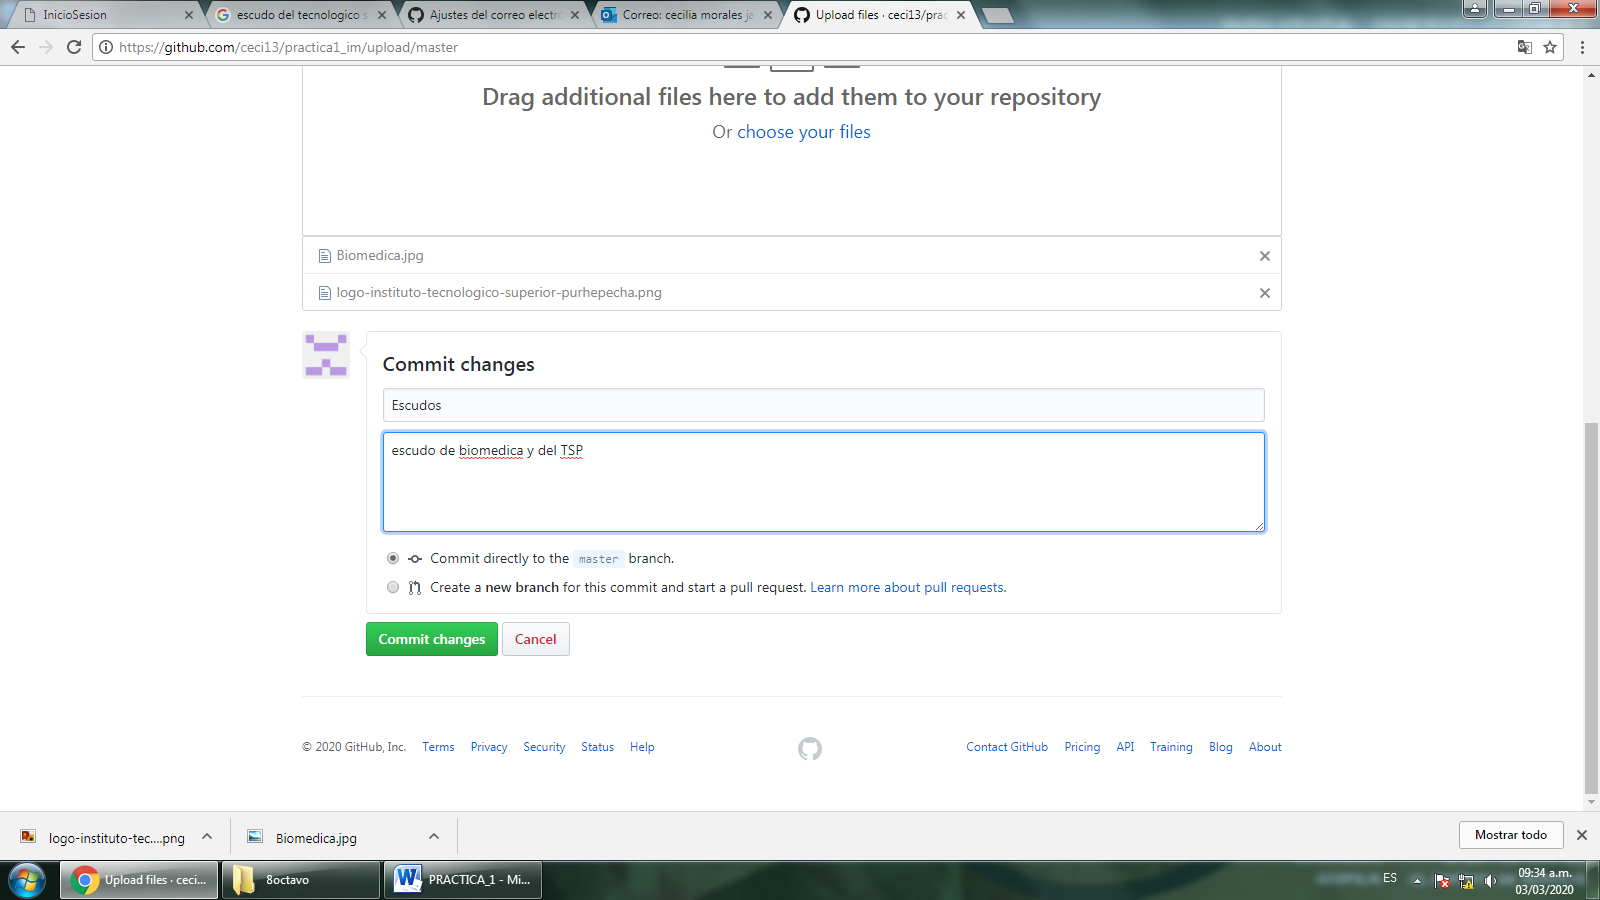 InicioSesion
escudo del tecnologico s
Ajustes del correo electró
Correo: cecilia morales ja
Upload files · ceci13/prac
https://github.com/ceci13/practica1_im/upload/master
Drag additional files here to add them to your repository
Or choose your files
Biomedica.jpg
logo-instituto-tecnologico-superior-purhepecha.png
Commit changes
Escudos
escudo de biomedica y del TSP
Commit directly to the master branch.
Create a new branch for this commit and start a pull request. Learn more about pull requests.
Commit changes Cancel
© 2020 GitHub, Inc. Terms Privacy Security Status Help Contact GitHub Pricing API Training Blog About
logo-instituto-tec....png
Biomedica.jpg
Mostrar todo
Upload files · ceci...
8octavo
PRACTICA_1 - Mi...
ES
09:34 a.m.
03/03/2020